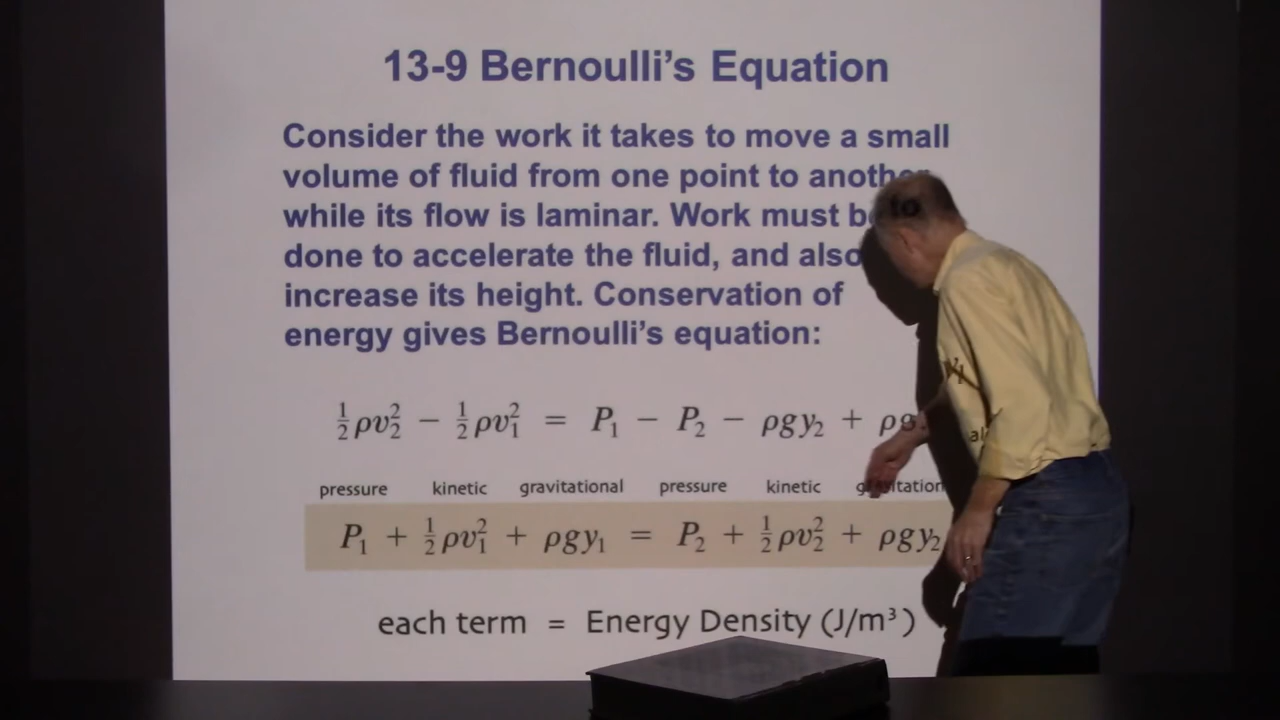 13-9 Bernoulli's Equation
Consider the work it takes to move a small
volume of fluid from one point to another
while its flow is laminar. Work must be
done to accelerate the fluid, and also to
increase its height. Conservation of
energy gives Bernoulli's equation:
½ρv₂² − ½ρv₁² = P₁ − P₂ − ρgy₂ + ρg
pressure kinetic gravitational pressure kinetic
P₁ + ½ρv₁² + ρgy₁ = P₂ + ½ρv₂² + ρgy₂
each term = Energy Density (J/m³)